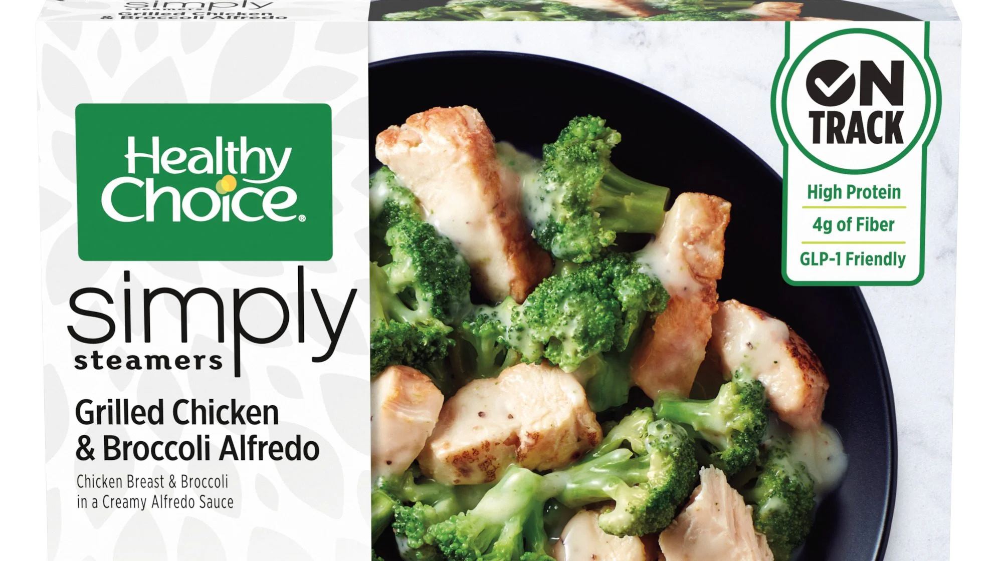 simply
steamers
Grilled Chicken
& Broccoli Alfredo
Healthy
Choice®
simply
steamers
Grilled Chicken
& Broccoli Alfredo
Chicken Breast & Broccoli
in a Creamy Alfredo Sauce
ON
TRACK
High Protein
4g of Fiber
GLP-1 Friendly